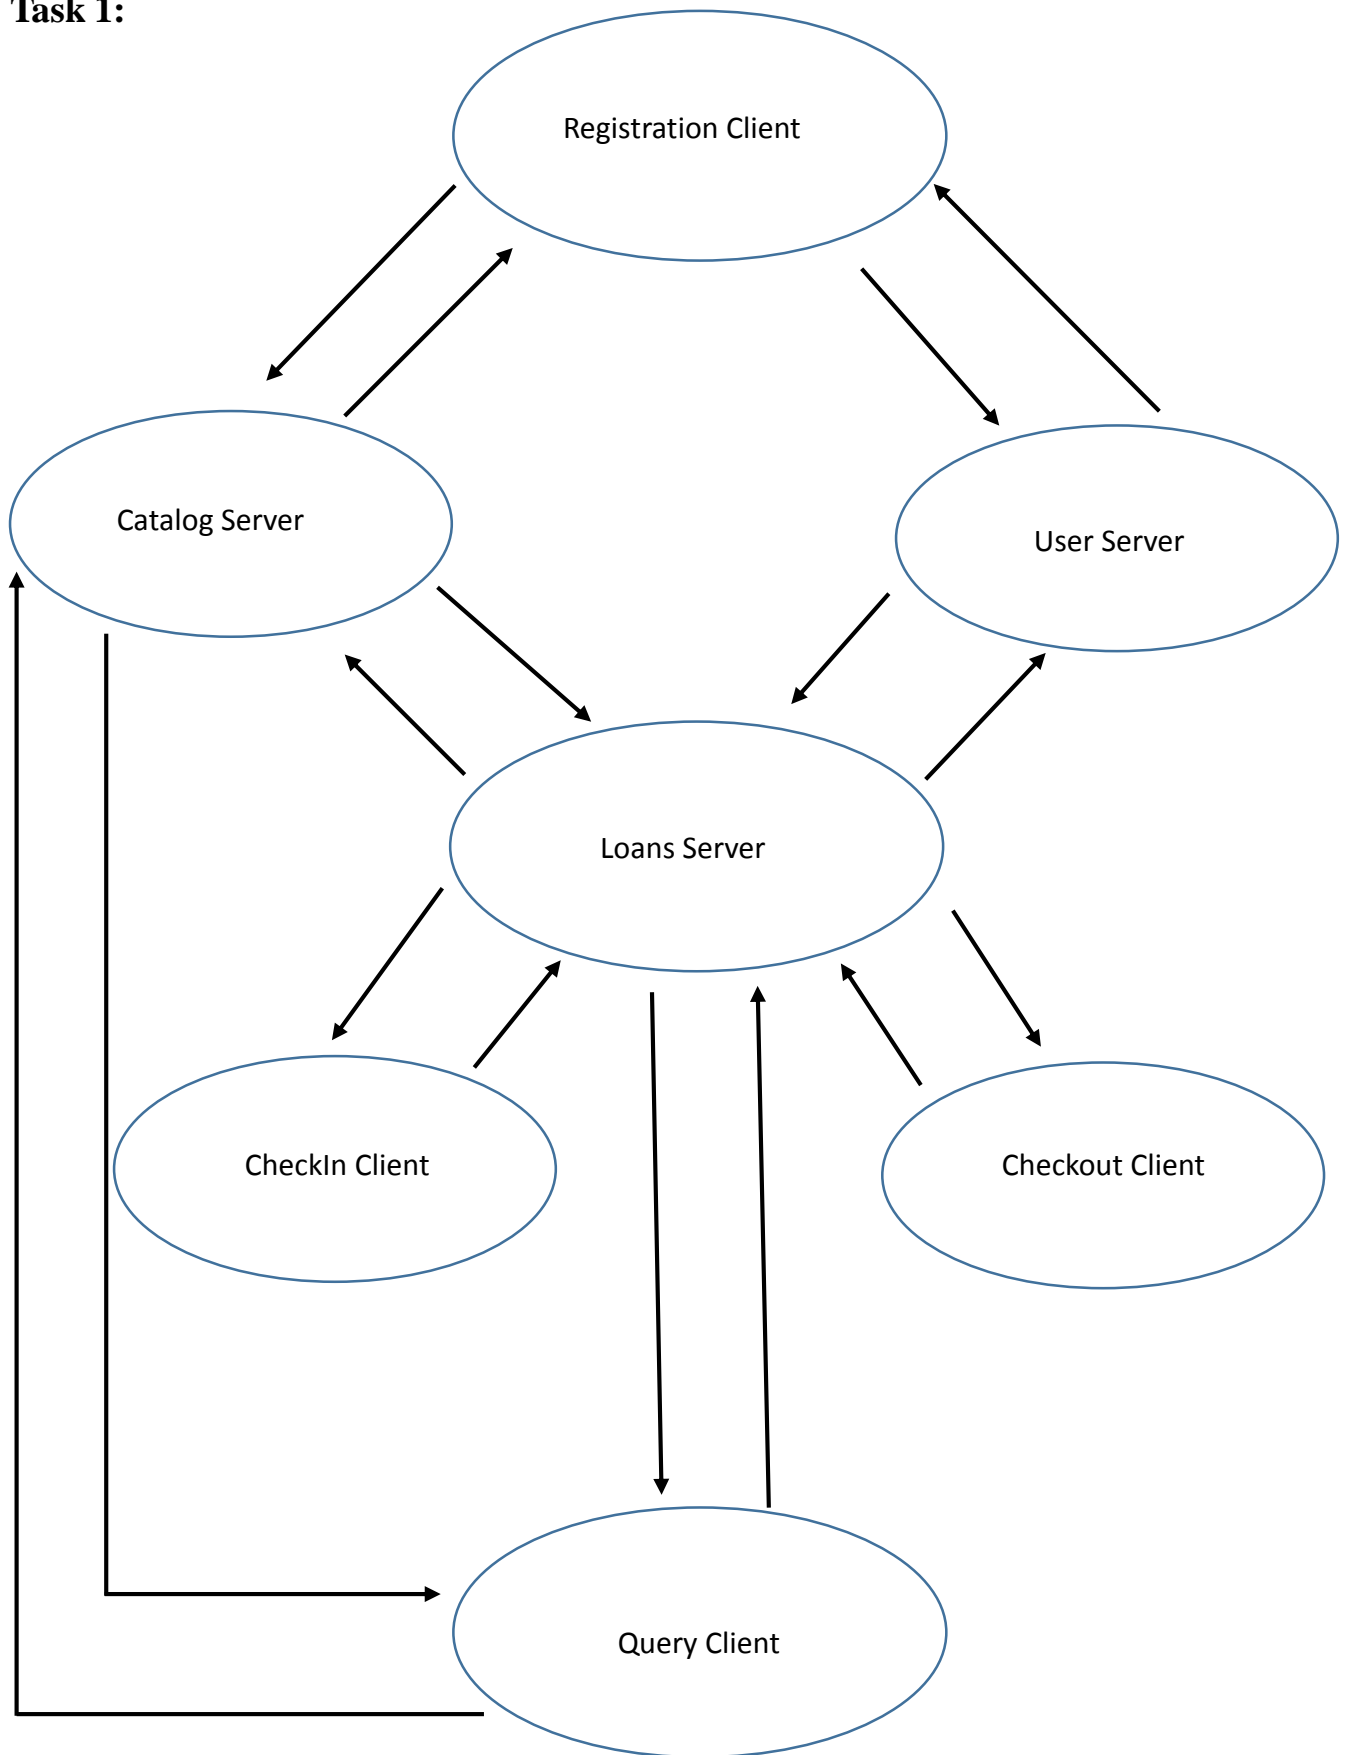 Task 1:
Registration Client
Catalog Server
User Server
Loans Server
CheckIn Client
Checkout Client
Query Client